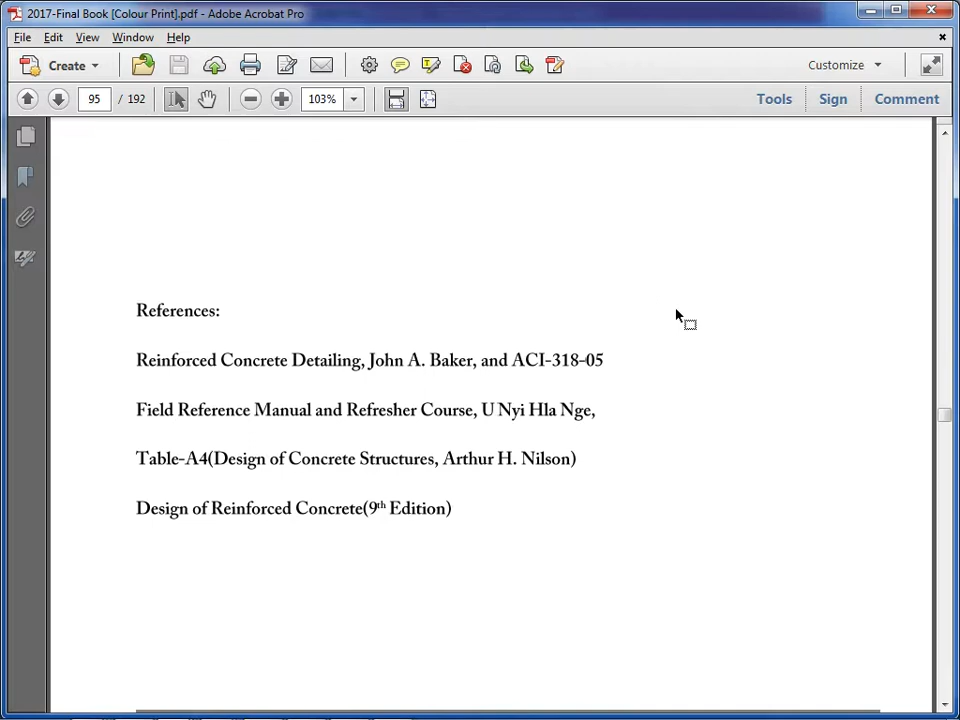 2017-Final Book [Colour Print].pdf - Adobe Acrobat Pro
File Edit View Window Help
Create Customize
95 / 192 103% Tools Sign Comment
References:
Reinforced Concrete Detailing, John A. Baker, and ACI-318-05
Field Reference Manual and Refresher Course, U Nyi Hla Nge,
Table-A4(Design of Concrete Structures, Arthur H. Nilson)
Design of Reinforced Concrete(9th Edition)